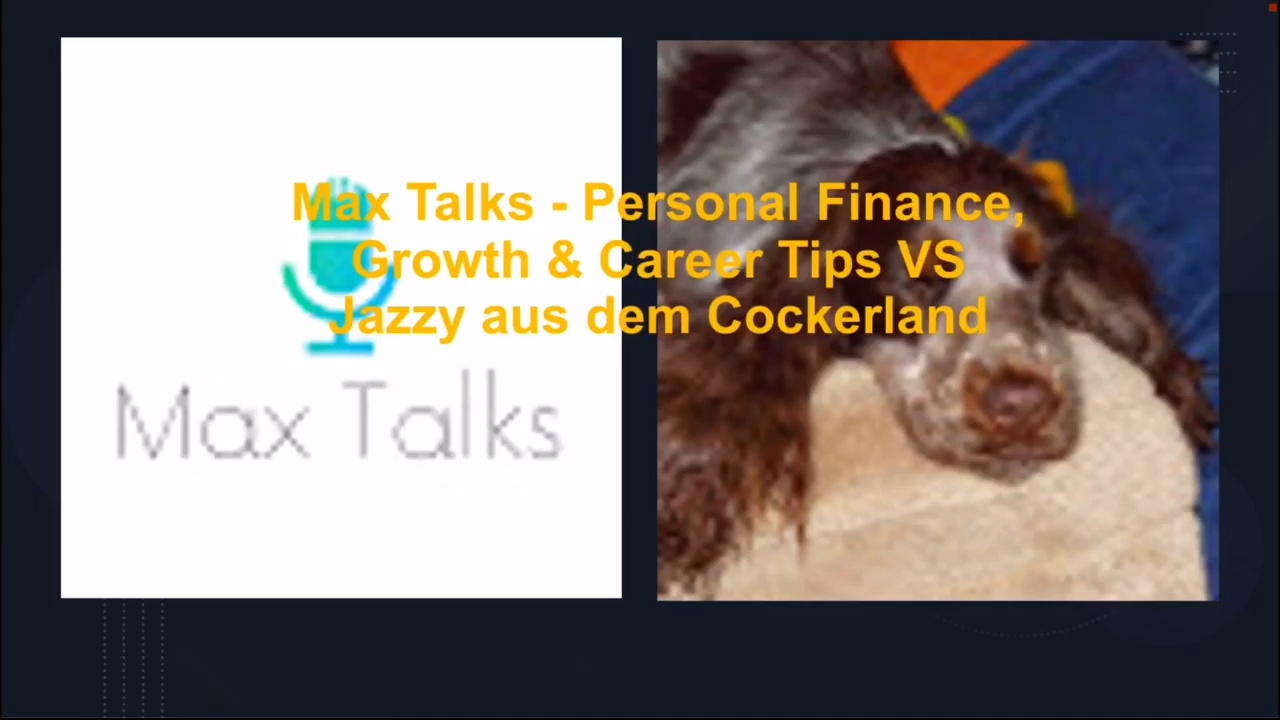 Max Talks - Personal Finance,
Growth & Career Tips VS
Jazzy aus dem Cockerland
Max Talks